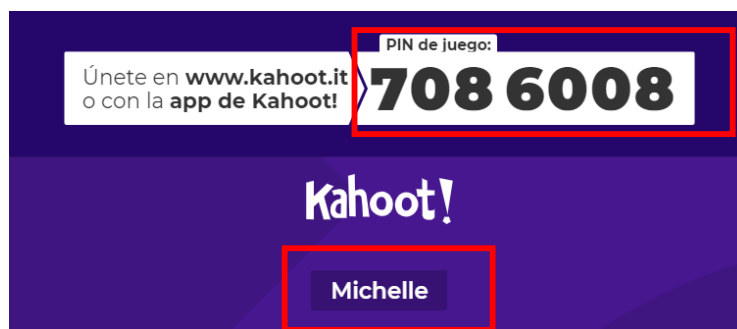 PIN de juego:
Únete en www.kahoot.it
o con la app de Kahoot!
708 6008
Kahoot!
Michelle